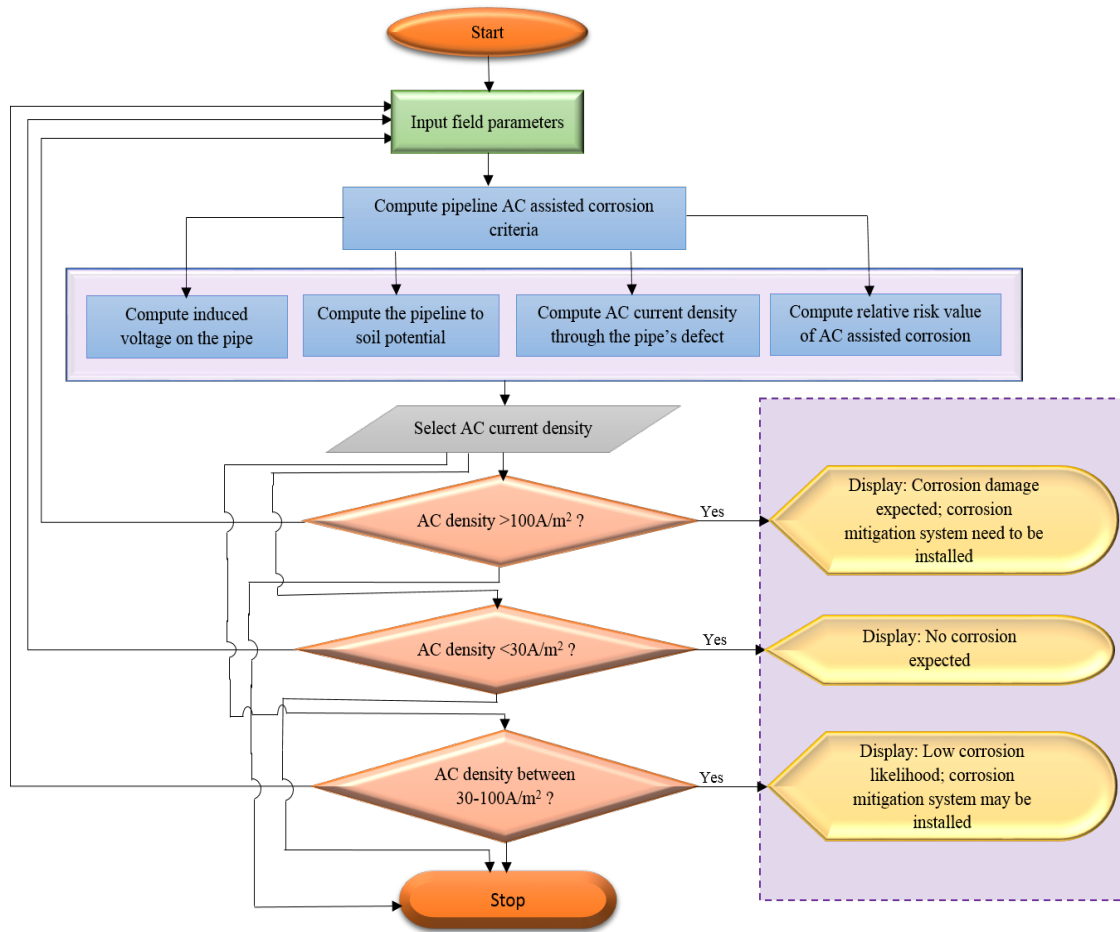 Start
Input field parameters
Compute pipeline AC assisted corrosion
criteria
Compute induced
voltage on the pipe
Compute the pipeline to
soil potential
Compute AC current density
through the pipe's defect
Compute relative risk value
of AC assisted corrosion
Select AC current density
AC density >100A/m² ?
Yes
Display: Corrosion damage
expected; corrosion
mitigation system need to be
installed
AC density <30A/m² ?
Yes
Display: No corrosion
expected
AC density between
30-100A/m² ?
Yes
Display: Low corrosion
likelihood; corrosion
mitigation system may be
installed
Stop